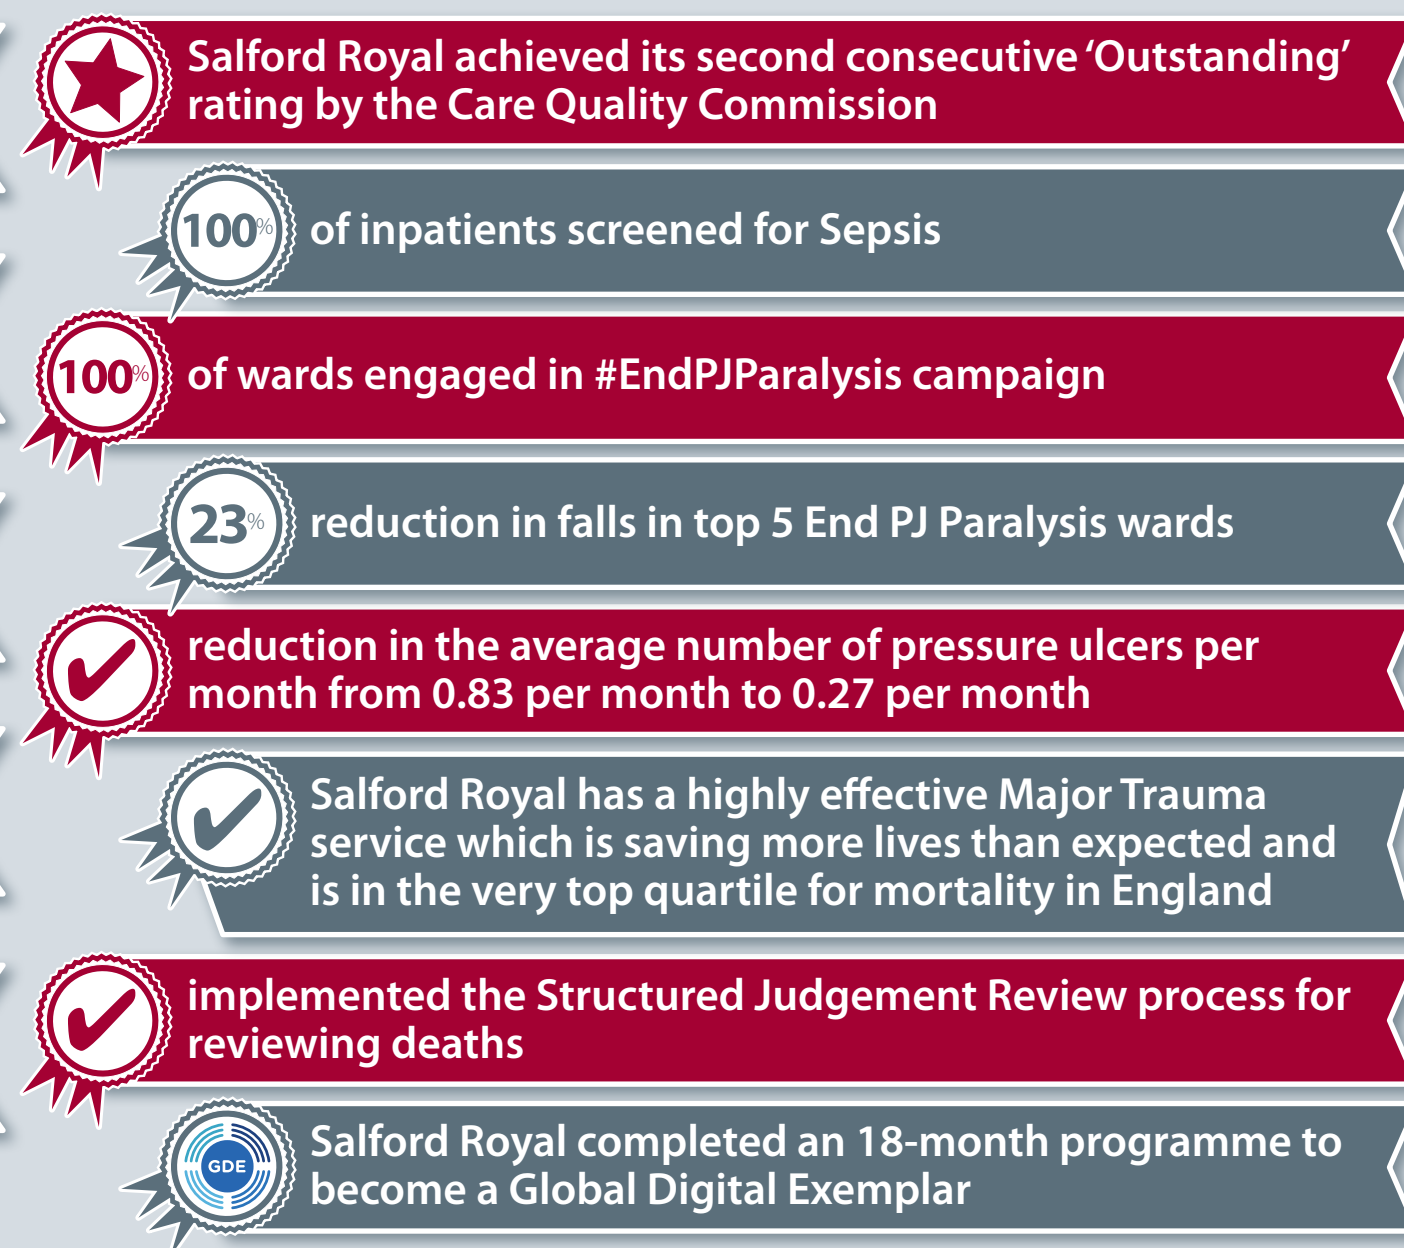 Salford Royal achieved its second consecutive ‘Outstanding’
rating by the Care Quality Commission
100% of inpatients screened for Sepsis
100% of wards engaged in #EndPJParalysis campaign
23% reduction in falls in top 5 End PJ Paralysis wards
reduction in the average number of pressure ulcers per
month from 0.83 per month to 0.27 per month
Salford Royal has a highly effective Major Trauma
service which is saving more lives than expected and
is in the very top quartile for mortality in England
implemented the Structured Judgement Review process for
reviewing deaths
GDE
Salford Royal completed an 18-month programme to
become a Global Digital Exemplar